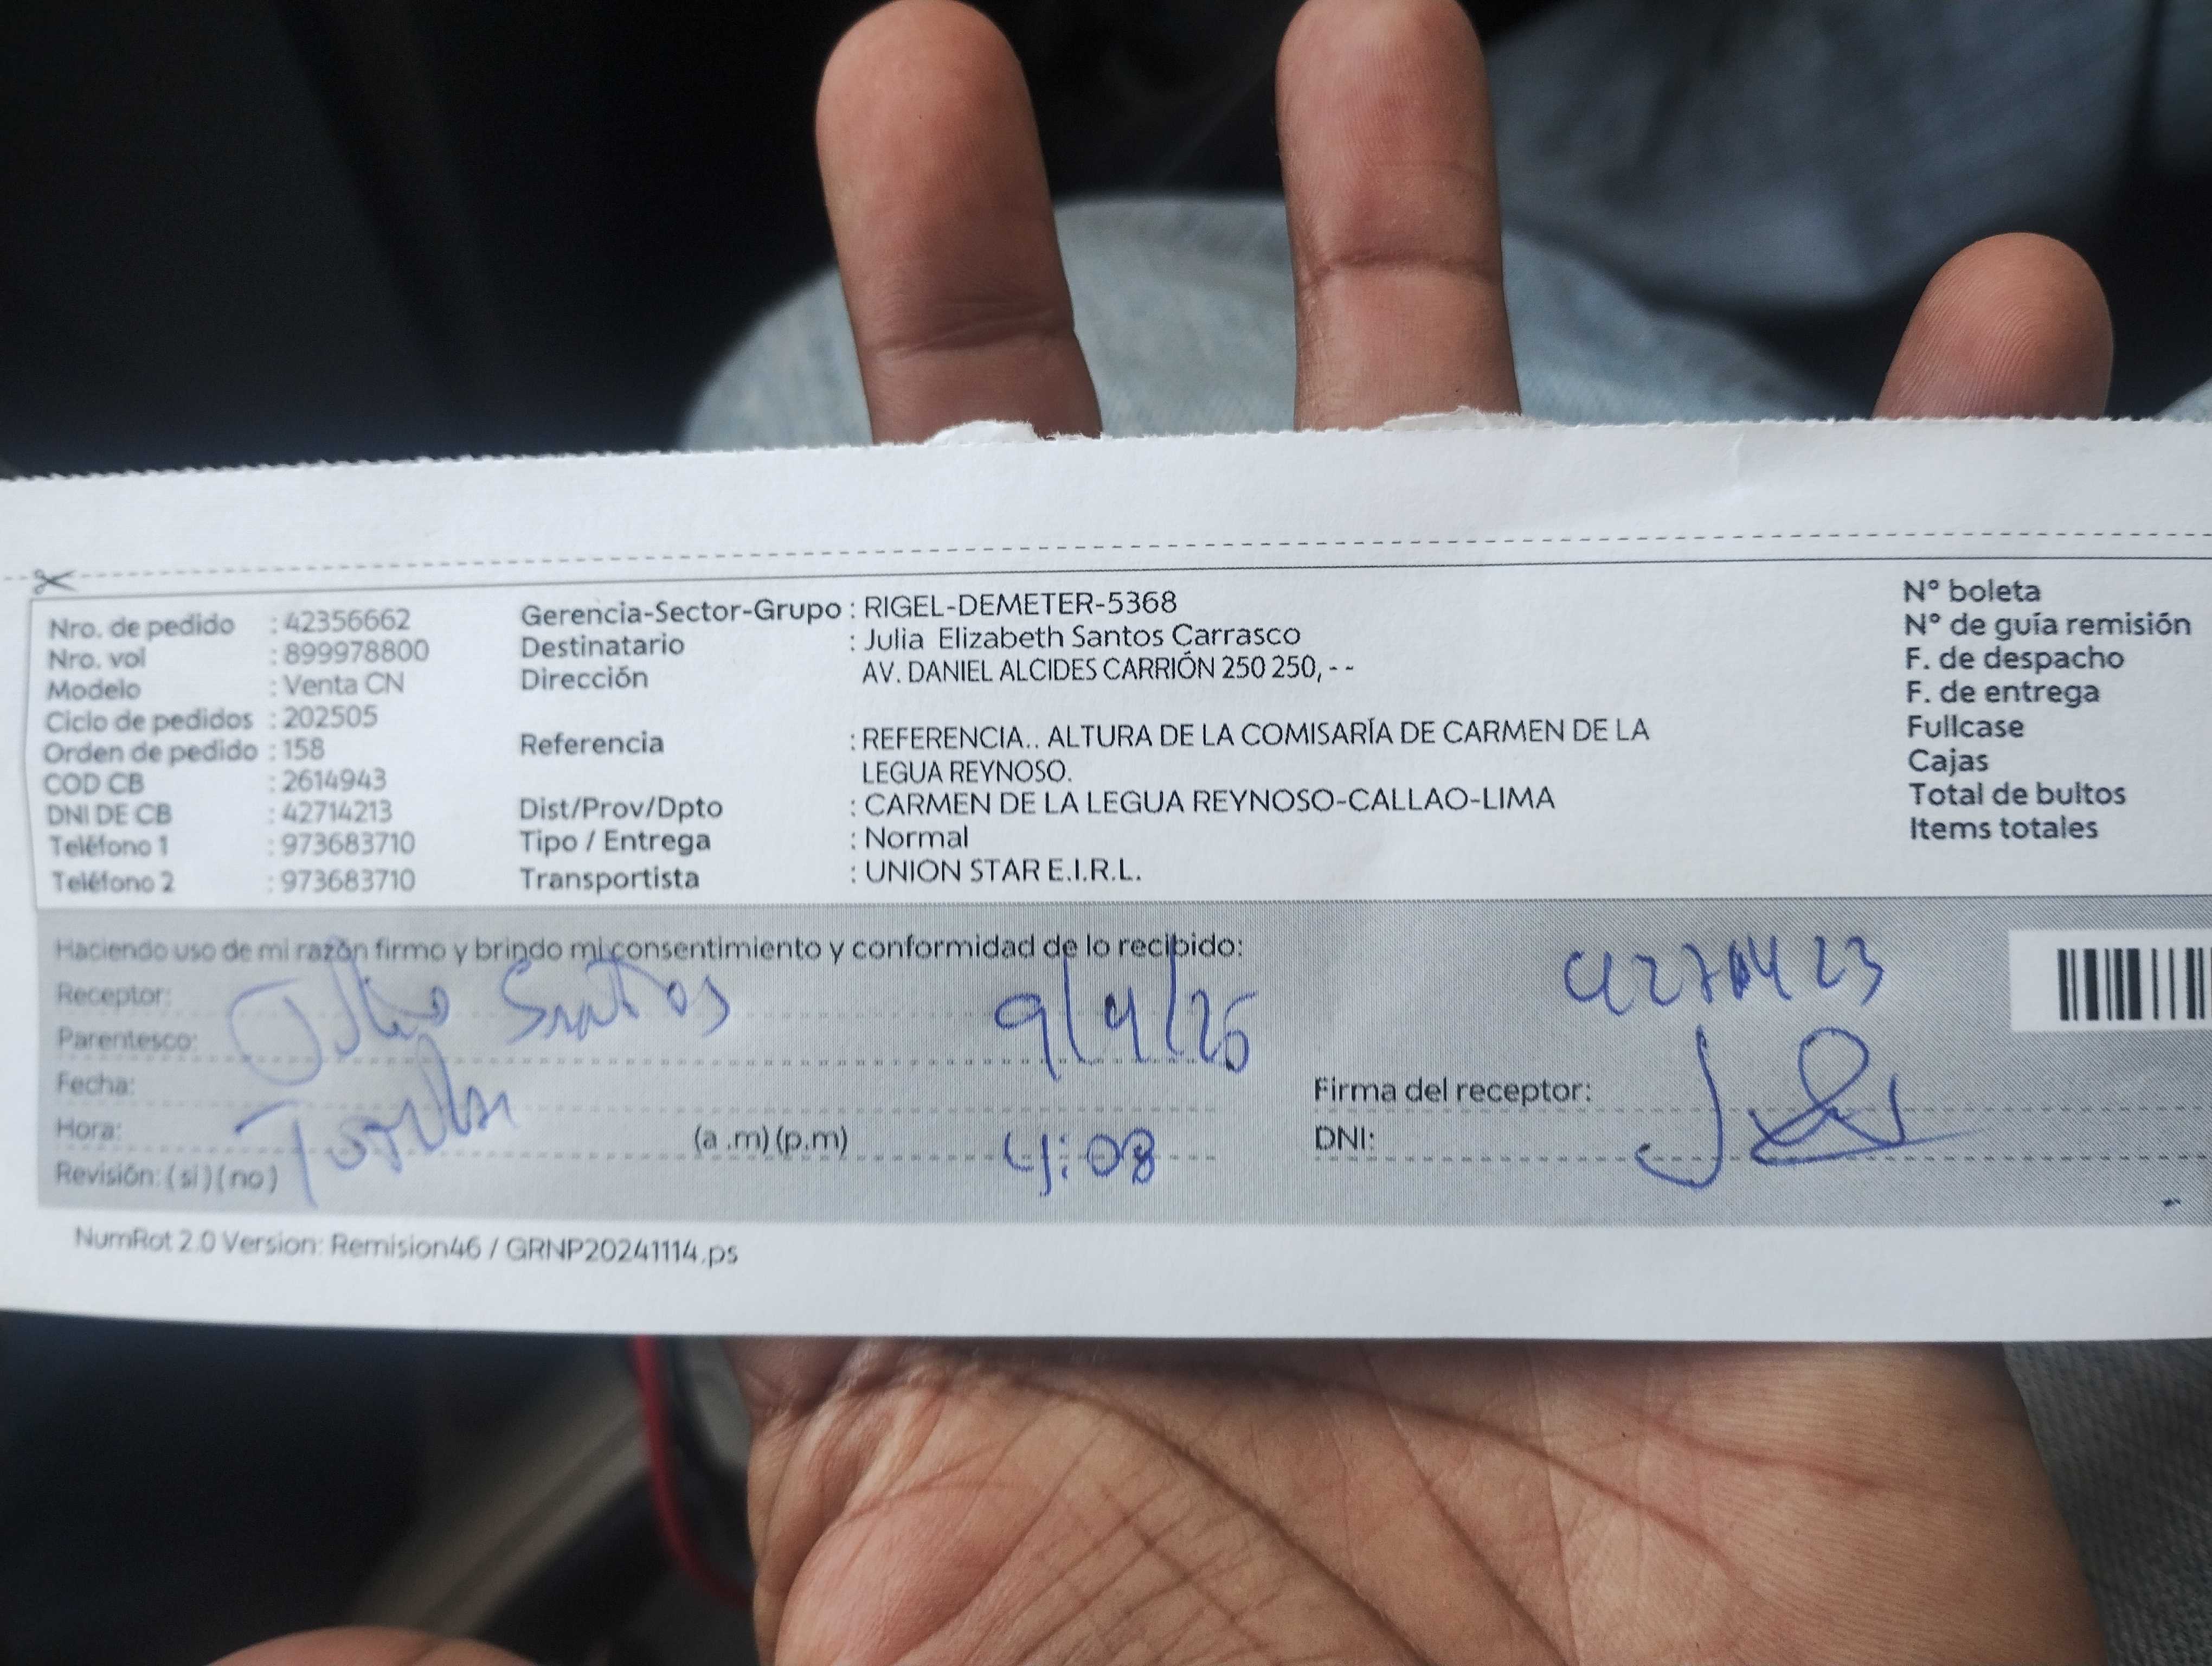 Nro. de pedido : 42356662
Nro. vol : 899978800
Modelo : Venta CN
Ciclo de pedidos : 202505
Orden de pedido : 158
COD CB : 2614943
DNI DE CB : 42714213
Teléfono 1 : 973683710
Teléfono 2 : 973683710
Gerencia-Sector-Grupo : RIGEL-DEMETER-5368
Destinatario : Julia Elizabeth Santos Carrasco
Dirección AV. DANIEL ALCIDES CARRIÓN 250 250, - -
Referencia : REFERENCIA.. ALTURA DE LA COMISARÍA DE CARMEN DE LA
LEGUA REYNOSO.
Dist/Prov/Dpto : CARMEN DE LA LEGUA REYNOSO-CALLAO-LIMA
Tipo / Entrega : Normal
Transportista : UNION STAR E.I.R.L.
N° boleta
N° de guía remisión
F. de despacho
F. de entrega
Fullcase
Cajas
Total de bultos
Items totales
Haciendo uso de mi razón firmo y brindo mi consentimiento y conformidad de lo recibido:
Receptor: Santos
Parentesco: 9/4/25
Fecha:
Hora: (a .m) (p.m) 4:08
Revisión: ( si ) ( no )
Firma del receptor:
DNI:
NumRot 2.0 Version: Remision46 / GRNP20241114.ps